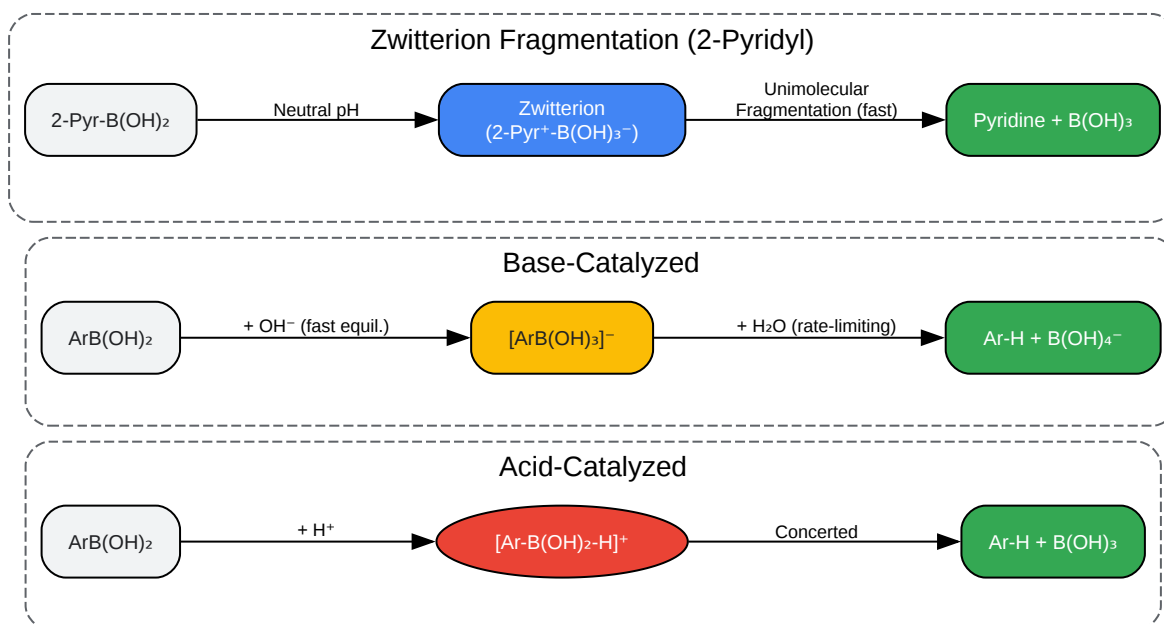 Zwitterion Fragmentation (2-Pyridyl)
2-Pyr-B(OH)₂
Neutral pH
Zwitterion
(2-Pyr⁺-B(OH)₃⁻)
Unimolecular
Fragmentation (fast)
Pyridine + B(OH)₃
Base-Catalyzed
ArB(OH)₂
+ OH⁻ (fast equil.)
[ArB(OH)₃]⁻
+ H₂O (rate-limiting)
Ar-H + B(OH)₄⁻
Acid-Catalyzed
ArB(OH)₂
+ H⁺
[Ar-B(OH)₂-H]⁺
Concerted
Ar-H + B(OH)₃